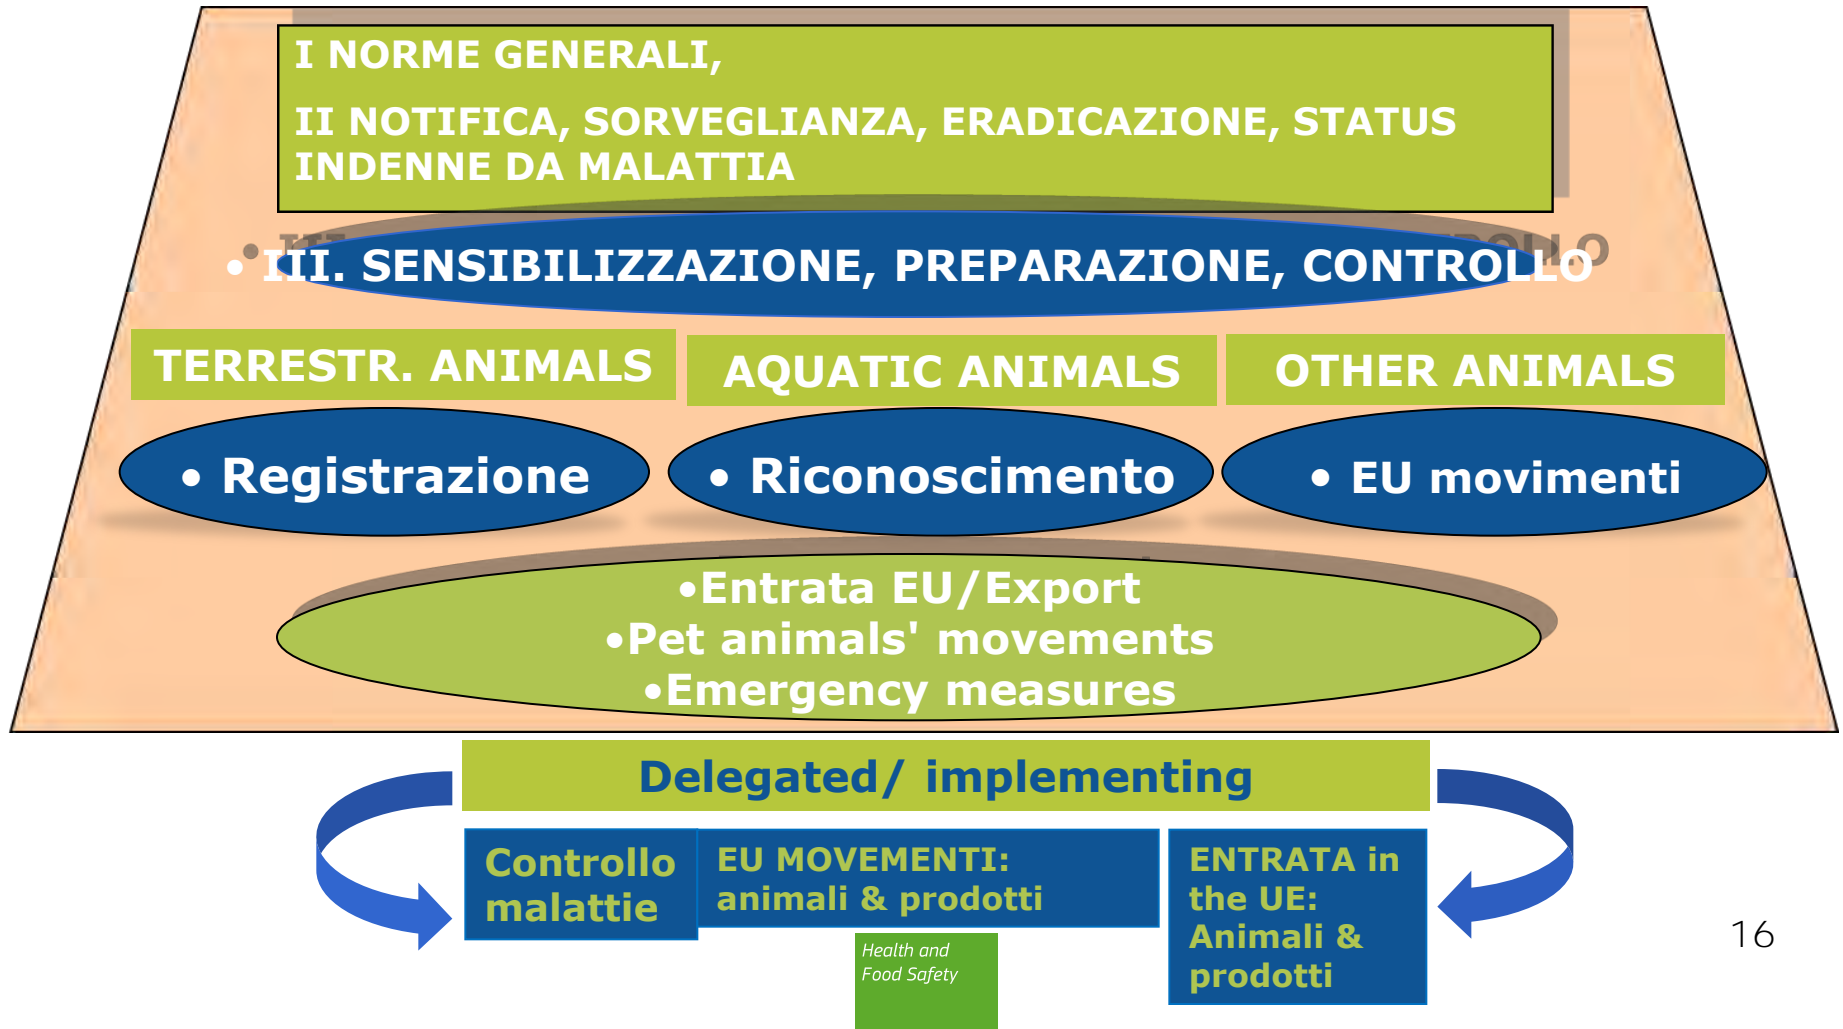 I NORME GENERALI,
II NOTIFICA, SORVEGLIANZA, ERADICAZIONE, STATUS
INDENNE DA MALATTIA
• III. SENSIBILIZZAZIONE, PREPARAZIONE, CONTROLLO
TERRESTR. ANIMALS
AQUATIC ANIMALS
OTHER ANIMALS
• Registrazione
• Riconoscimento
• EU movimenti
•Entrata EU/Export
•Pet animals' movements
•Emergency measures
Delegated/ implementing
Controllo
malattie
EU MOVEMENTI:
animali & prodotti
ENTRATA in
the UE:
Animali &
prodotti
Health and
Food Safety
16